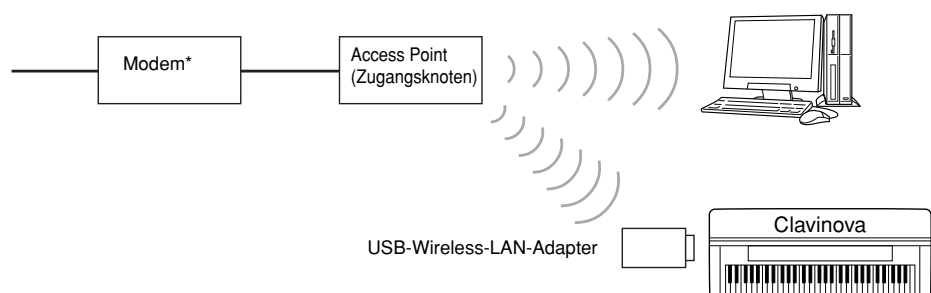 Modem*
Access Point
(Zugangsknoten)
USB-Wireless-LAN-Adapter
Clavinova